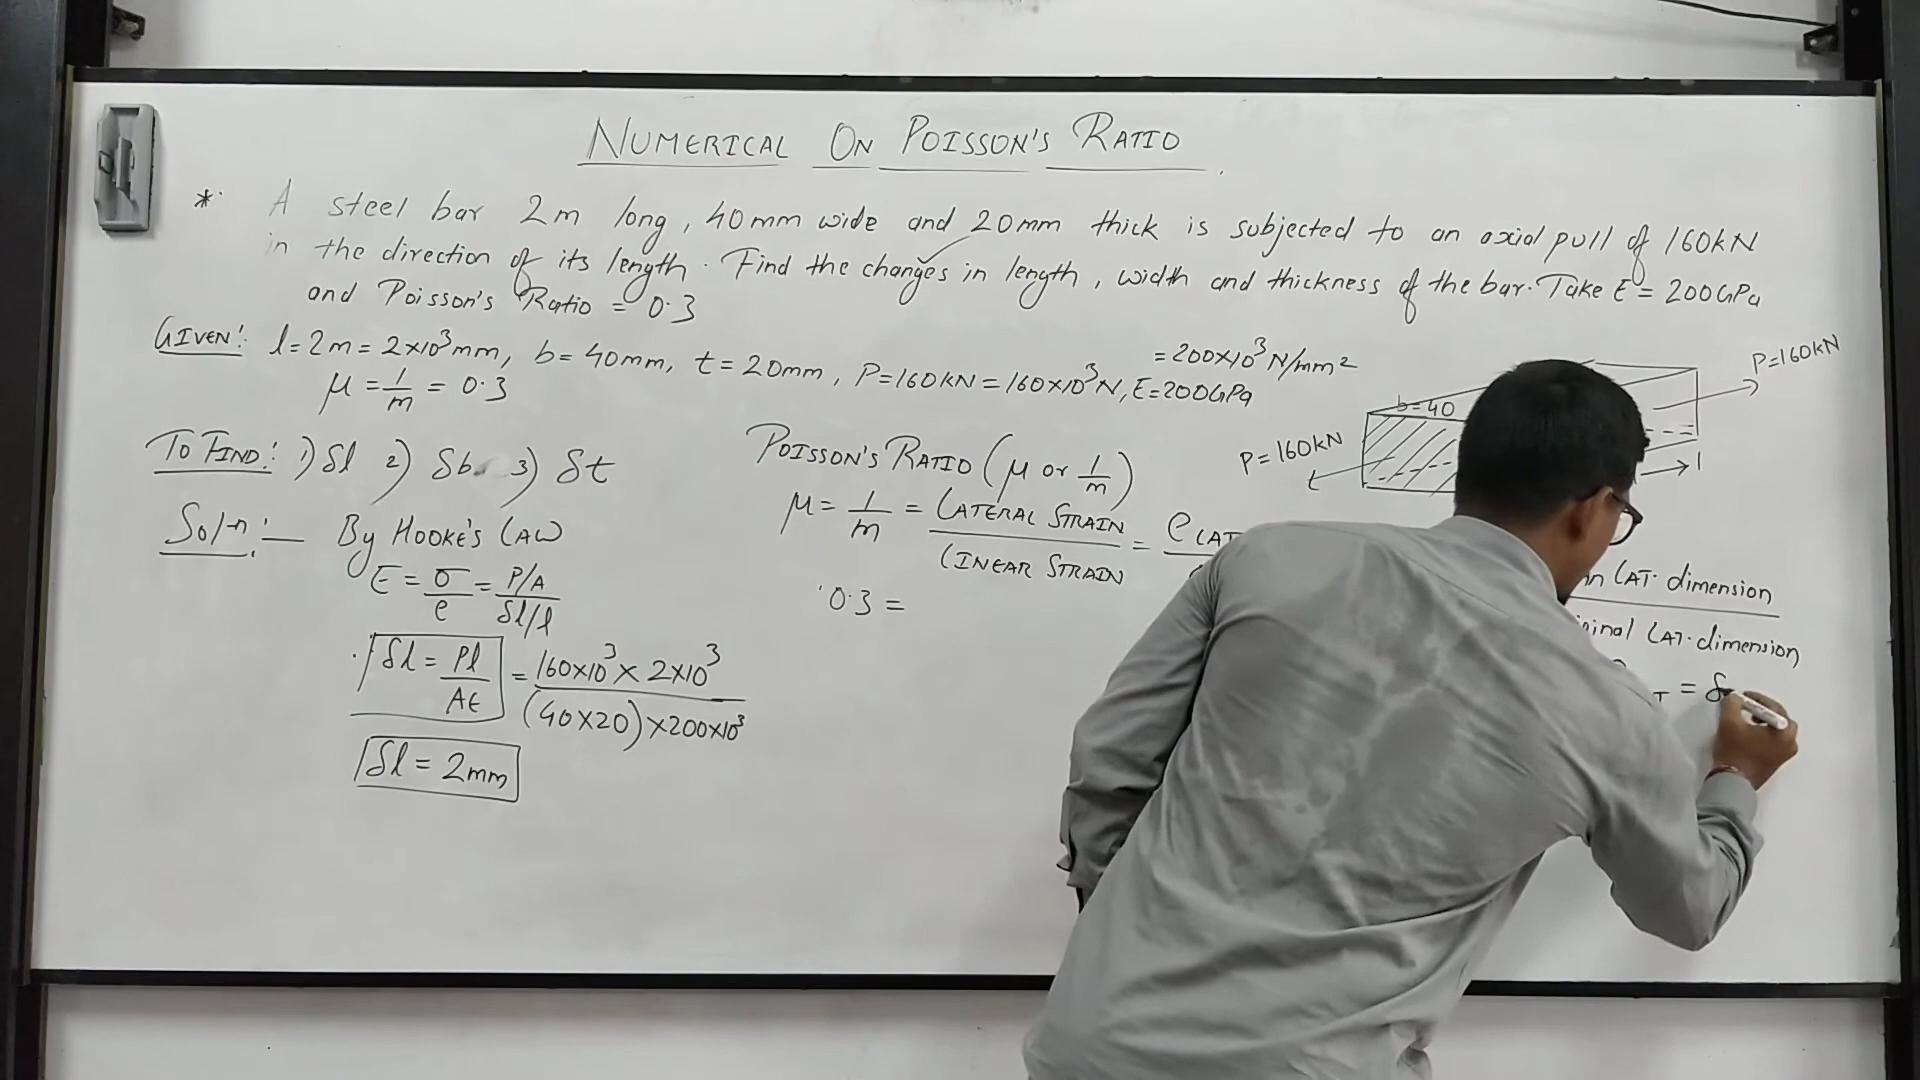 NUMERICAL ON POISSON'S RATIO
* A steel bar 2m long, 40mm wide and 20mm thick is subjected to an axial pull of 160kN
in the direction of its length. Find the changes in length, width and thickness of the bar. Take E = 200GPa
and Poisson's Ratio = 0.3
GIVEN: l=2m=2×10³mm, b=40mm, t=20mm, P=160kN=160×10³N, E=200GPa
=200×10³N/mm²
μ = 1/m = 0.3
TO FIND: 1) δl 2) δb 3) δt
Soln:— By HOOKE'S LAW
E = σ/e = P/A / δl/l
δl = Pl/AE = 160×10³ × 2×10³ / (40×20)×200×10³
δl = 2mm
POISSON'S RATIO (μ or 1/m)
μ = 1/m = LATERAL STRAIN / LINEAR STRAIN = e LAT
0.3 =
P=160kN
b=40
P=160kN
LAT. dimension
LAT. dimension
= δ